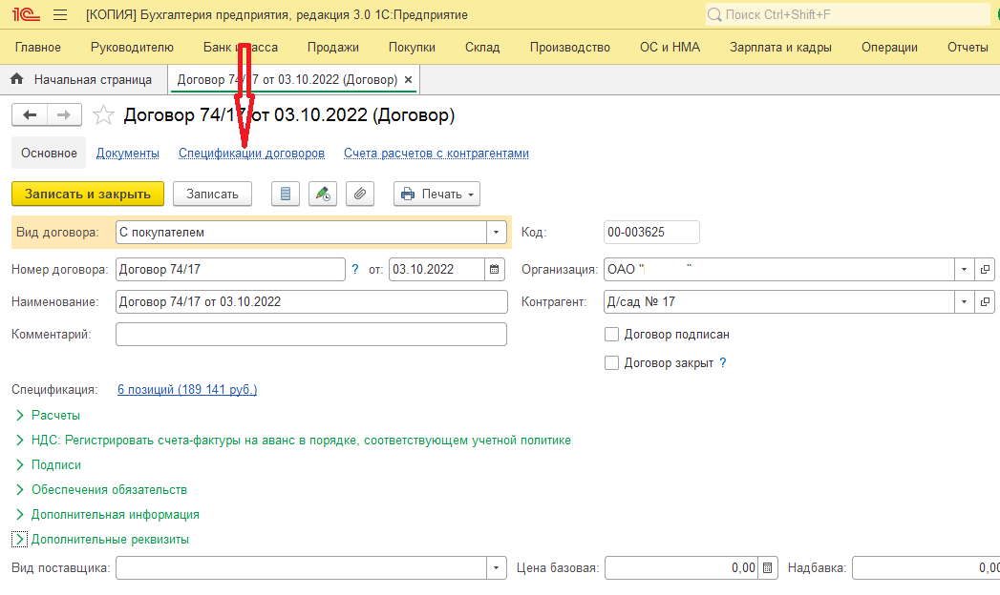 1С [КОПИЯ] Бухгалтерия предприятия, редакция 3.0 1С:Предприятие Поиск Ctrl+Shift+F
Главное Руководителю Банк и касса Продажи Покупки Склад Производство ОС и НМА Зарплата и кадры Операции Отчеты
Начальная страница Договор 74/17 от 03.10.2022 (Договор) ×
Договор 74/17 от 03.10.2022 (Договор)
Основное Документы Спецификации договоров Счета расчетов с контрагентами
Записать и закрыть Записать Печать
Вид договора: С покупателем Код: 00-003625
Номер договора: Договор 74/17 ? от: 03.10.2022 Организация: ОАО " "
Наименование: Договор 74/17 от 03.10.2022 Контрагент: Д/сад № 17
Комментарий: Договор подписан
Договор закрыт ?
Спецификация: 6 позиций (189 141 руб.)
Расчеты
НДС: Регистрировать счета-фактуры на аванс в порядке, соответствующем учетной политике
Подписи
Обеспечения обязательств
Дополнительная информация
Дополнительные реквизиты
Вид поставщика: Цена базовая: 0,00 Надбавка: 0,00